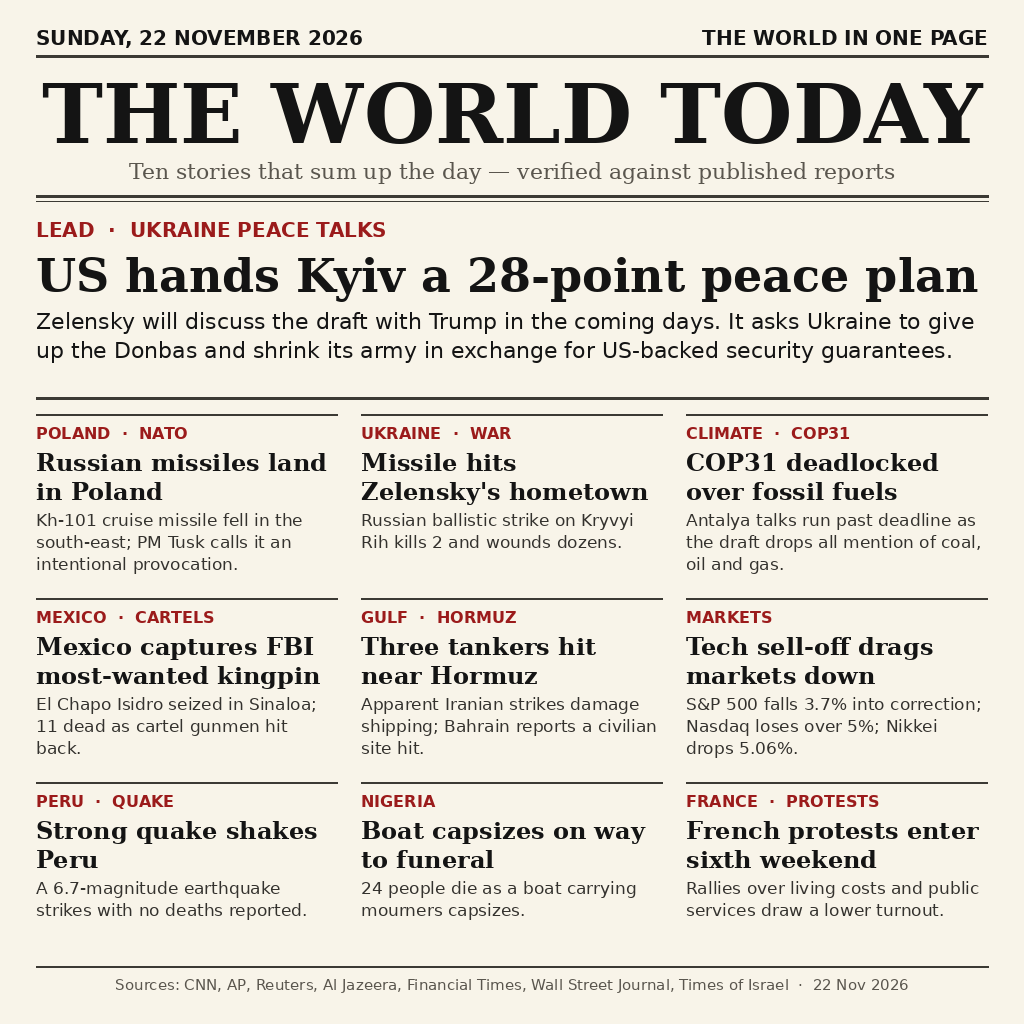 SUNDAY, 22 NOVEMBER 2026
THE WORLD IN ONE PAGE
THE WORLD TODAY
Ten stories that sum up the day — verified against published reports
LEAD · UKRAINE PEACE TALKS
US hands Kyiv a 28-point peace plan
Zelensky will discuss the draft with Trump in the coming days. It asks Ukraine to give
up the Donbas and shrink its army in exchange for US-backed security guarantees.
POLAND · NATO
Russian missiles land
in Poland
Kh-101 cruise missile fell in the
south-east; PM Tusk calls it an
intentional provocation.
UKRAINE · WAR
Missile hits
Zelensky's hometown
Russian ballistic strike on Kryvyi
Rih kills 2 and wounds dozens.
CLIMATE · COP31
COP31 deadlocked
over fossil fuels
Antalya talks run past deadline as
the draft drops all mention of coal,
oil and gas.
MEXICO · CARTELS
Mexico captures FBI
most-wanted kingpin
El Chapo Isidro seized in Sinaloa;
11 dead as cartel gunmen hit
back.
GULF · HORMUZ
Three tankers hit
near Hormuz
Apparent Iranian strikes damage
shipping; Bahrain reports a civilian
site hit.
MARKETS
Tech sell-off drags
markets down
S&P 500 falls 3.7% into correction;
Nasdaq loses over 5%; Nikkei
drops 5.06%.
PERU · QUAKE
Strong quake shakes
Peru
A 6.7-magnitude earthquake
strikes with no deaths reported.
NIGERIA
Boat capsizes on way
to funeral
24 people die as a boat carrying
mourners capsizes.
FRANCE · PROTESTS
French protests enter
sixth weekend
Rallies over living costs and public
services draw a lower turnout.
Sources: CNN, AP, Reuters, Al Jazeera, Financial Times, Wall Street Journal, Times of Israel · 22 Nov 2026